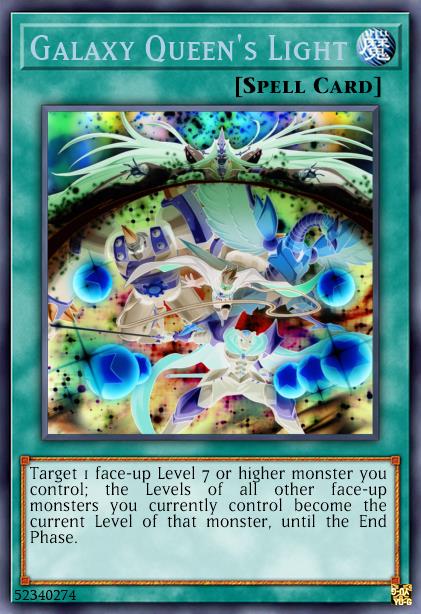 Galaxy Queen's Light
[Spell Card]
Target 1 face-up Level 7 or higher monster you
control; the Levels of all other face-up
monsters you currently control become the
current Level of that monster, until the End
Phase.
52340274